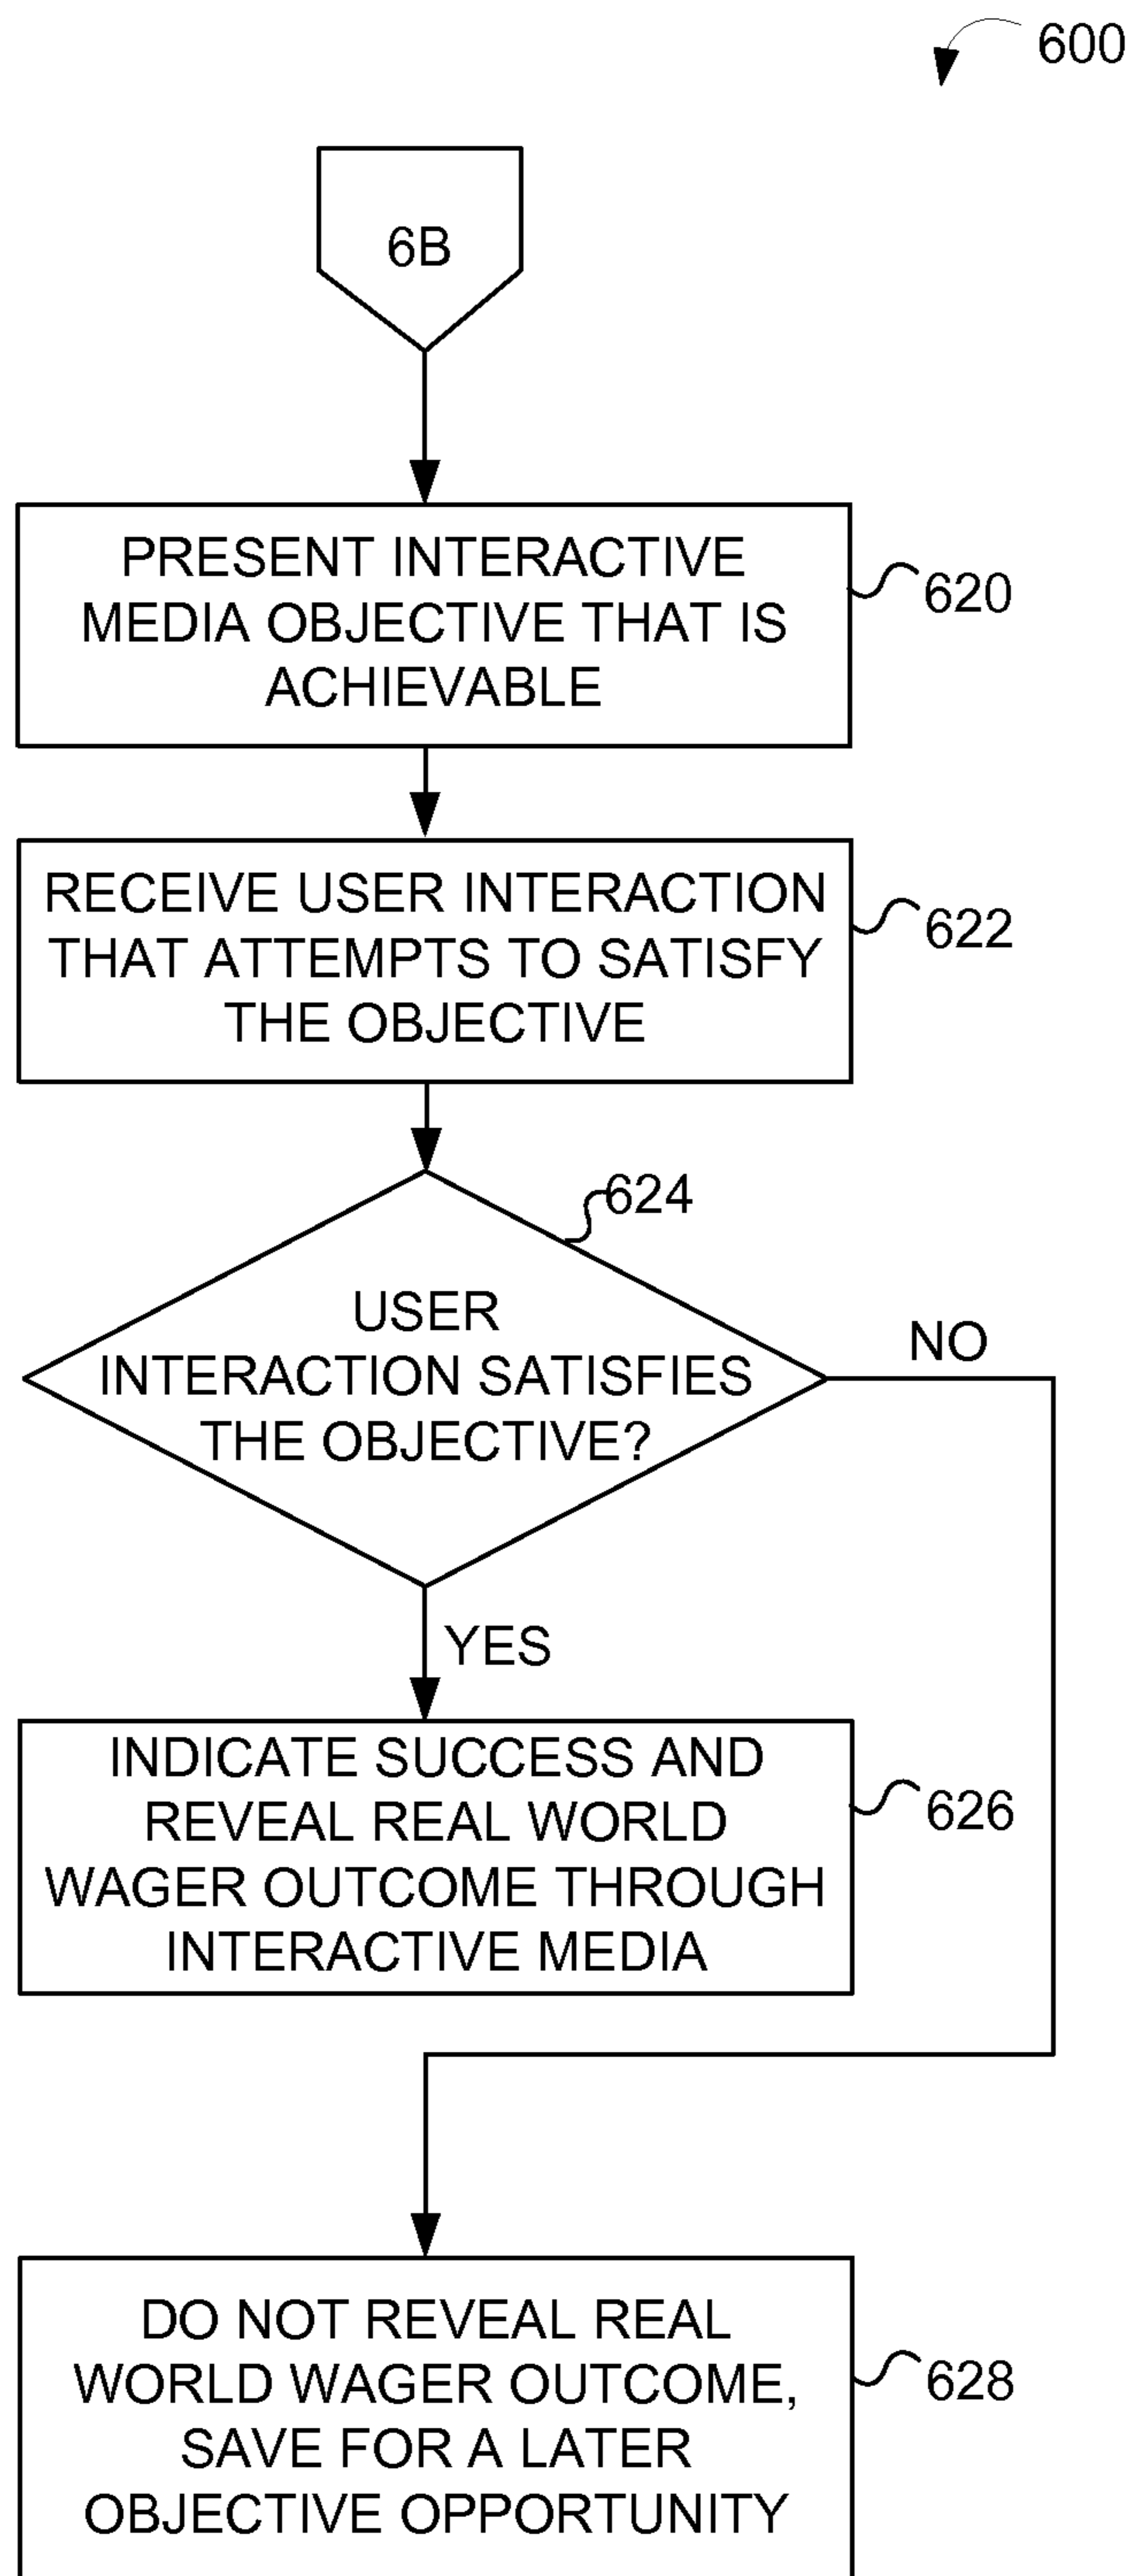 600
6B
PRESENT INTERACTIVE
MEDIA OBJECTIVE THAT IS
ACHIEVABLE
620
RECEIVE USER INTERACTION
THAT ATTEMPTS TO SATISFY
THE OBJECTIVE
622
624
USER
INTERACTION SATISFIES
THE OBJECTIVE?
NO
YES
INDICATE SUCCESS AND
REVEAL REAL WORLD
WAGER OUTCOME THROUGH
INTERACTIVE MEDIA
626
DO NOT REVEAL REAL
WORLD WAGER OUTCOME,
SAVE FOR A LATER
OBJECTIVE OPPORTUNITY
628